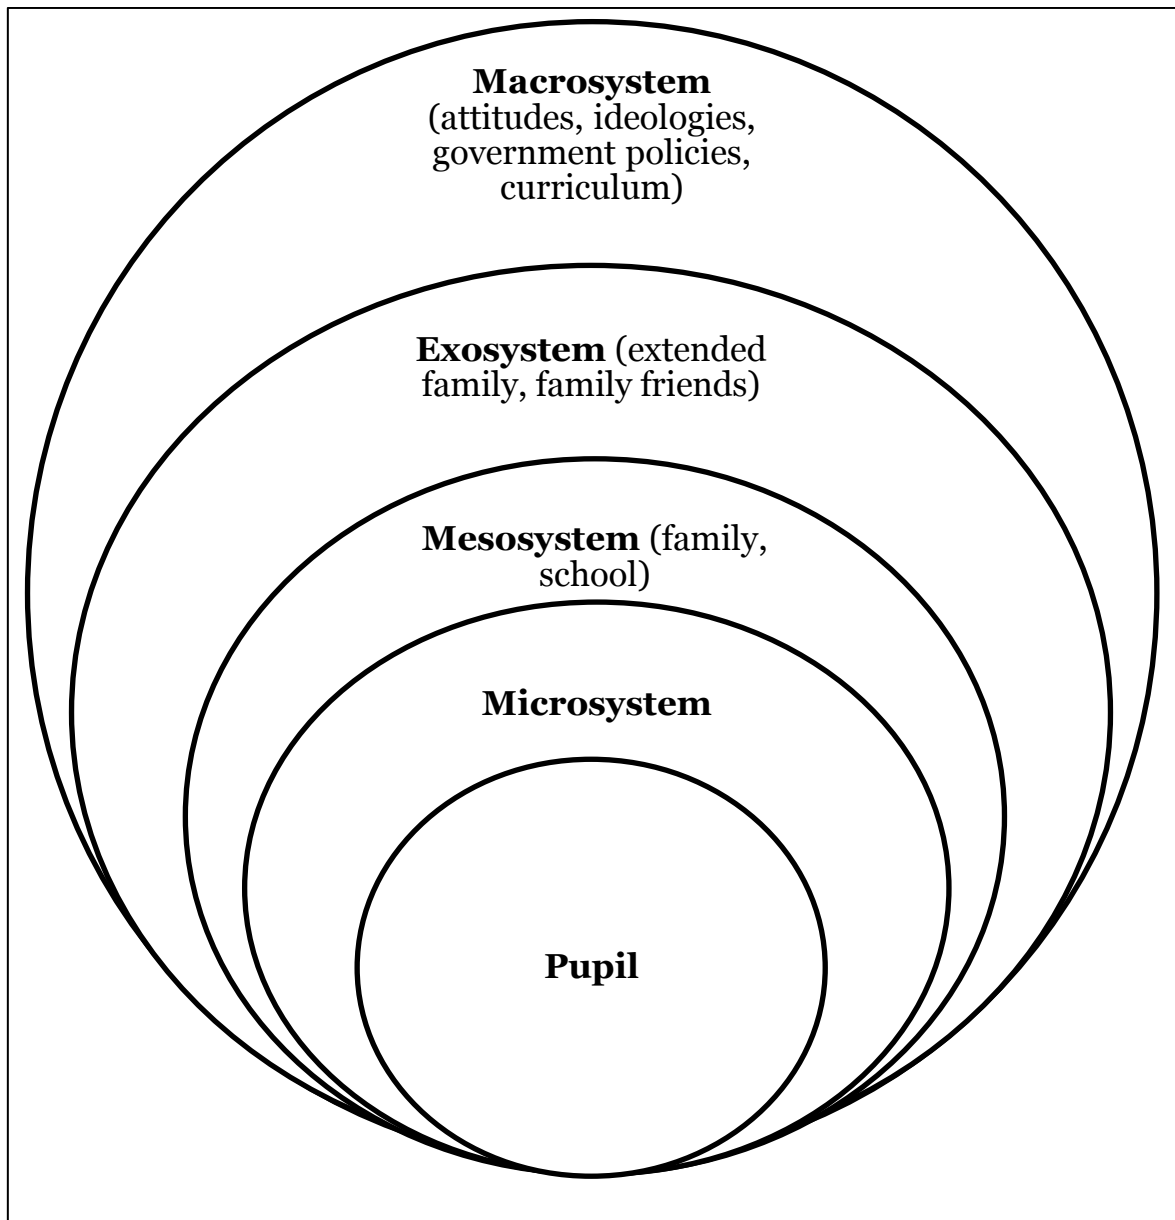 Macrosystem
(attitudes, ideologies,
government policies,
curriculum)
Exosystem (extended
family, family friends)
Mesosystem (family,
school)
Microsystem
Pupil